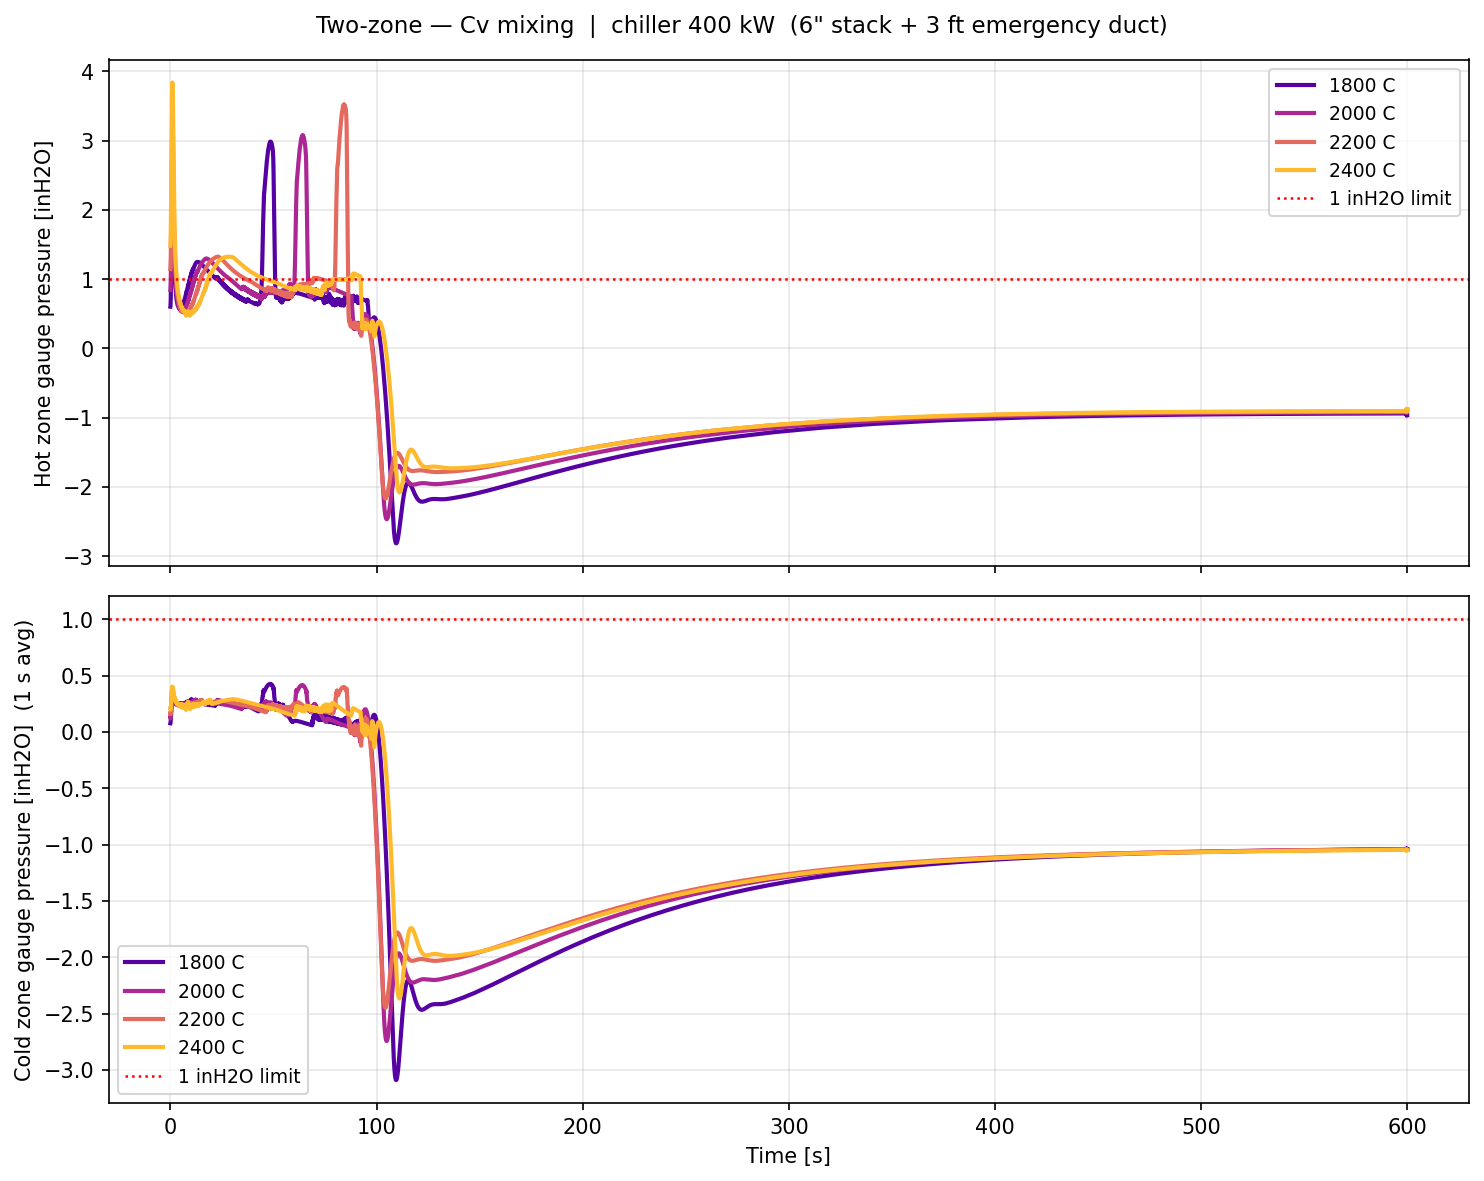 Two-zone — Cv mixing | chiller 400 kW (6" stack + 3 ft emergency duct)
Hot zone gauge pressure [inH2O]
4
3
2
1
0
−1
−2
−3
1800 C
2000 C
2200 C
2400 C
1 inH2O limit
Cold zone gauge pressure [inH2O] (1 s avg)
1.0
0.5
0.0
−0.5
−1.0
−1.5
−2.0
−2.5
−3.0
1800 C
2000 C
2200 C
2400 C
1 inH2O limit
0 100 200 300 400 500 600
Time [s]